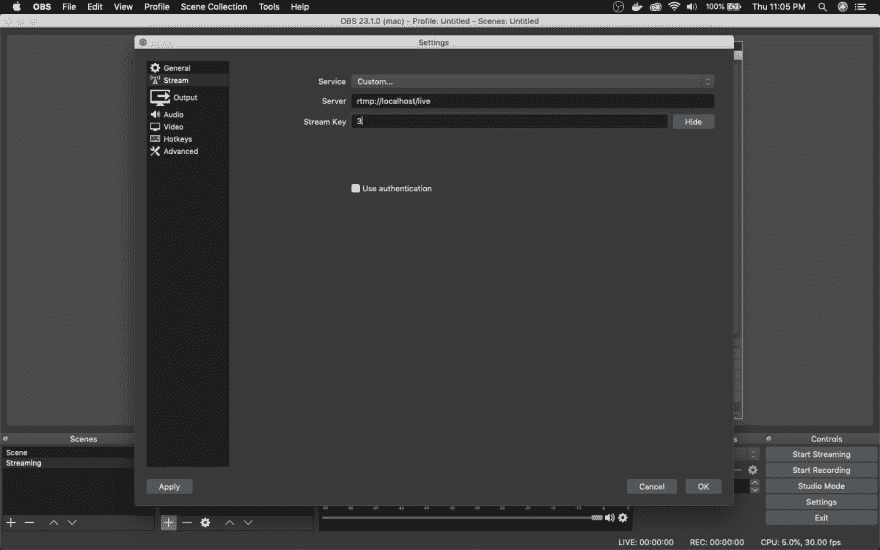 OBS File Edit View Profile Scene Collection Tools Help 100% Thu 11:05 PM
OBS 23.1.0 (mac) - Profile: Untitled - Scenes: Untitled
Settings
General
Stream
Output
Audio
Video
Hotkeys
Advanced
Service Custom...
Server rtmp://localhost/live
Stream Key 3 Hide
Use authentication
Apply Cancel OK
Scenes
Scene
Streaming
Controls
Start Streaming
Start Recording
Studio Mode
Settings
Exit
LIVE: 00:00:00 REC: 00:00:00 CPU: 5.0%, 30.00 fps